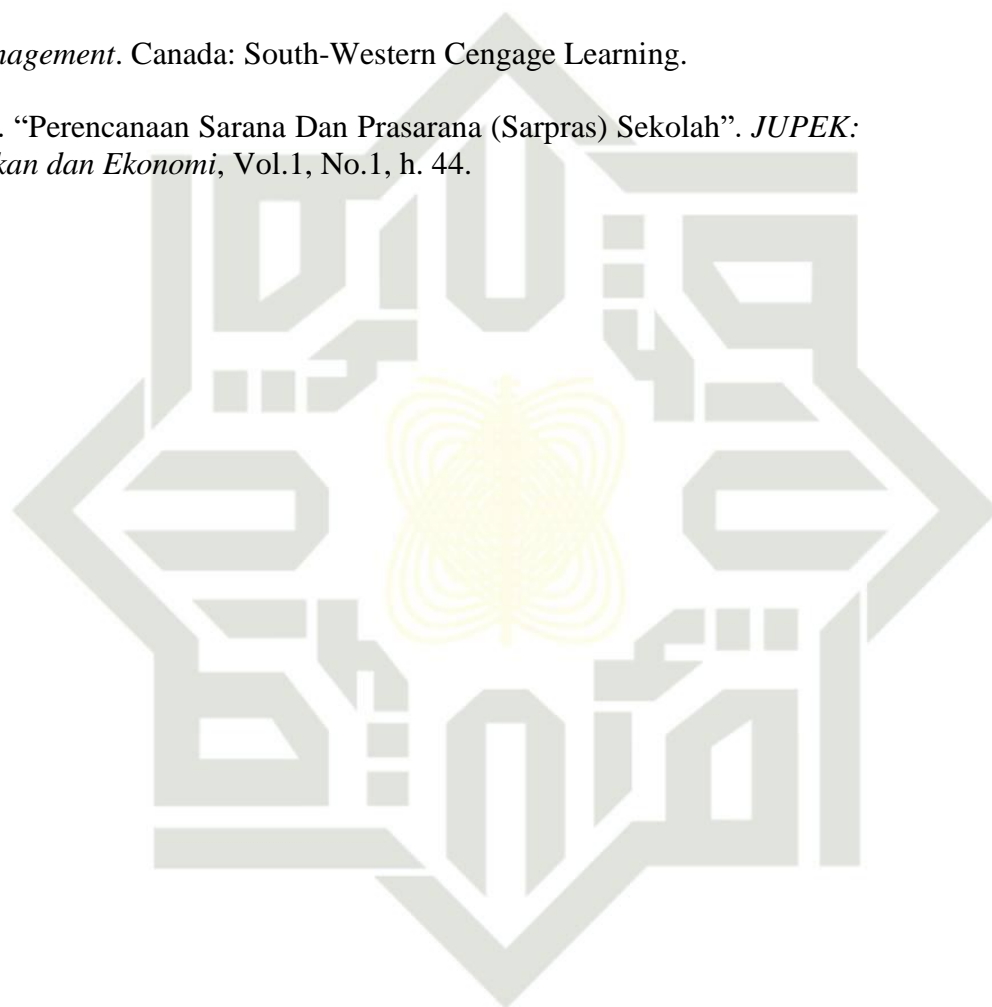 nagement. Canada: South-Western Cengage Learning.
. “Perencanaan Sarana Dan Prasarana (Sarpras) Sekolah”. JUPEK:
kan dan Ekonomi, Vol.1, No.1, h. 44.